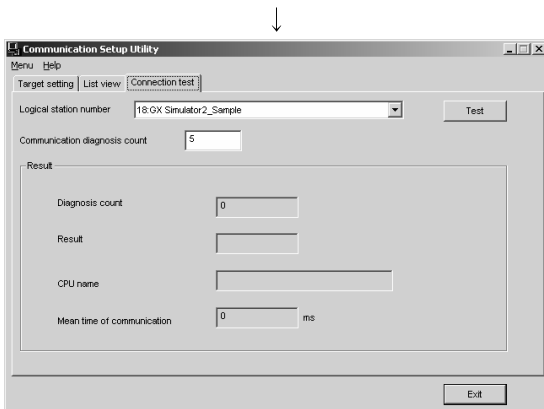 Communication Setup Utility
Menu Help
Target setting List view Connection test
Logical station number 18:GX Simulator2_Sample Test
Communication diagnosis count 5
Result
Diagnosis count 0
Result
CPU name
Mean time of communication 0 ms
Exit